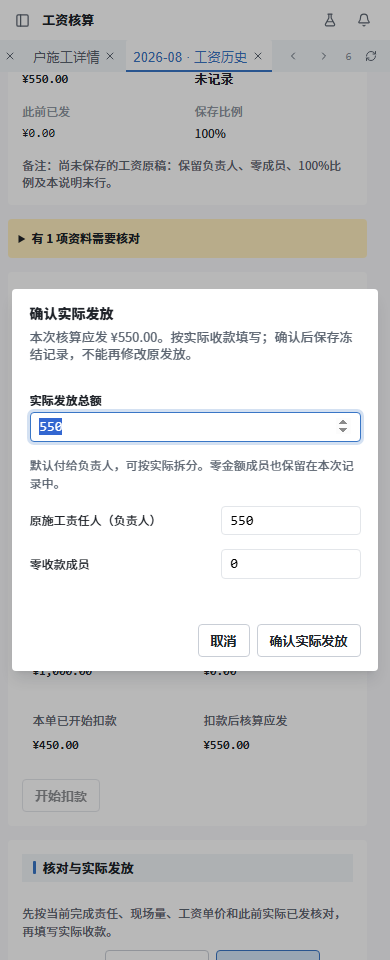 工资核算
户施工详情
2026-08 · 工资历史
6
¥550.00
未记录
此前已发
保存比例
¥0.00
100%
备注：尚未保存的工资原稿：保留负责人、零成员、100%比
例及本说明末行。
有 1 项资料需要核对
确认实际发放
本次核算应发 ¥550.00。按实际收款填写；确认后保存冻
结记录，不能再修改原发放。
实际发放总额
550
默认付给负责人，可按实际拆分。零金额成员也保留在本次记
录中。
原施工责任人（负责人）
550
零收款成员
0
取消
确认实际发放
¥1,000.00
¥0.00
本单已开始扣款
扣款后核算应发
¥450.00
¥550.00
开始扣款
核对与实际发放
先按当前完成责任、现场量、工资单价和此前实际已发核对，
再填写实际收款。